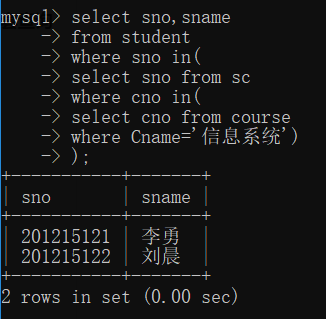 mysql> select sno,sname
-> from student
-> where sno in(
-> select sno from sc
-> where cno in(
-> select cno from course
-> where Cname='信息系统')
-> );
+-----------+-------+
| sno | sname |
+-----------+-------+
| 201215121 | 李勇 |
| 201215122 | 刘晨 |
+-----------+-------+
2 rows in set (0.00 sec)